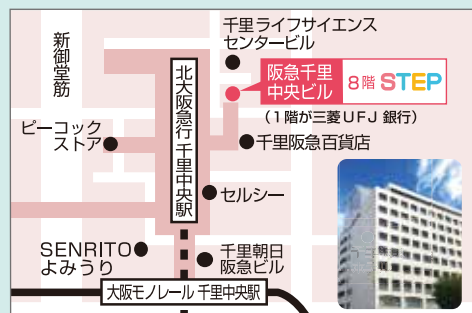 千里ライフサイエンス
センタービル
新御堂筋
阪急千里
中央ビル
8階 STEP
(1階が三菱UFJ 銀行)
北大阪急行 千里中央駅
ピーコック
ストア
千里阪急百貨店
セルシー
SENRITO
よみうり
千里朝日
阪急ビル
大阪モノレール 千里中央駅